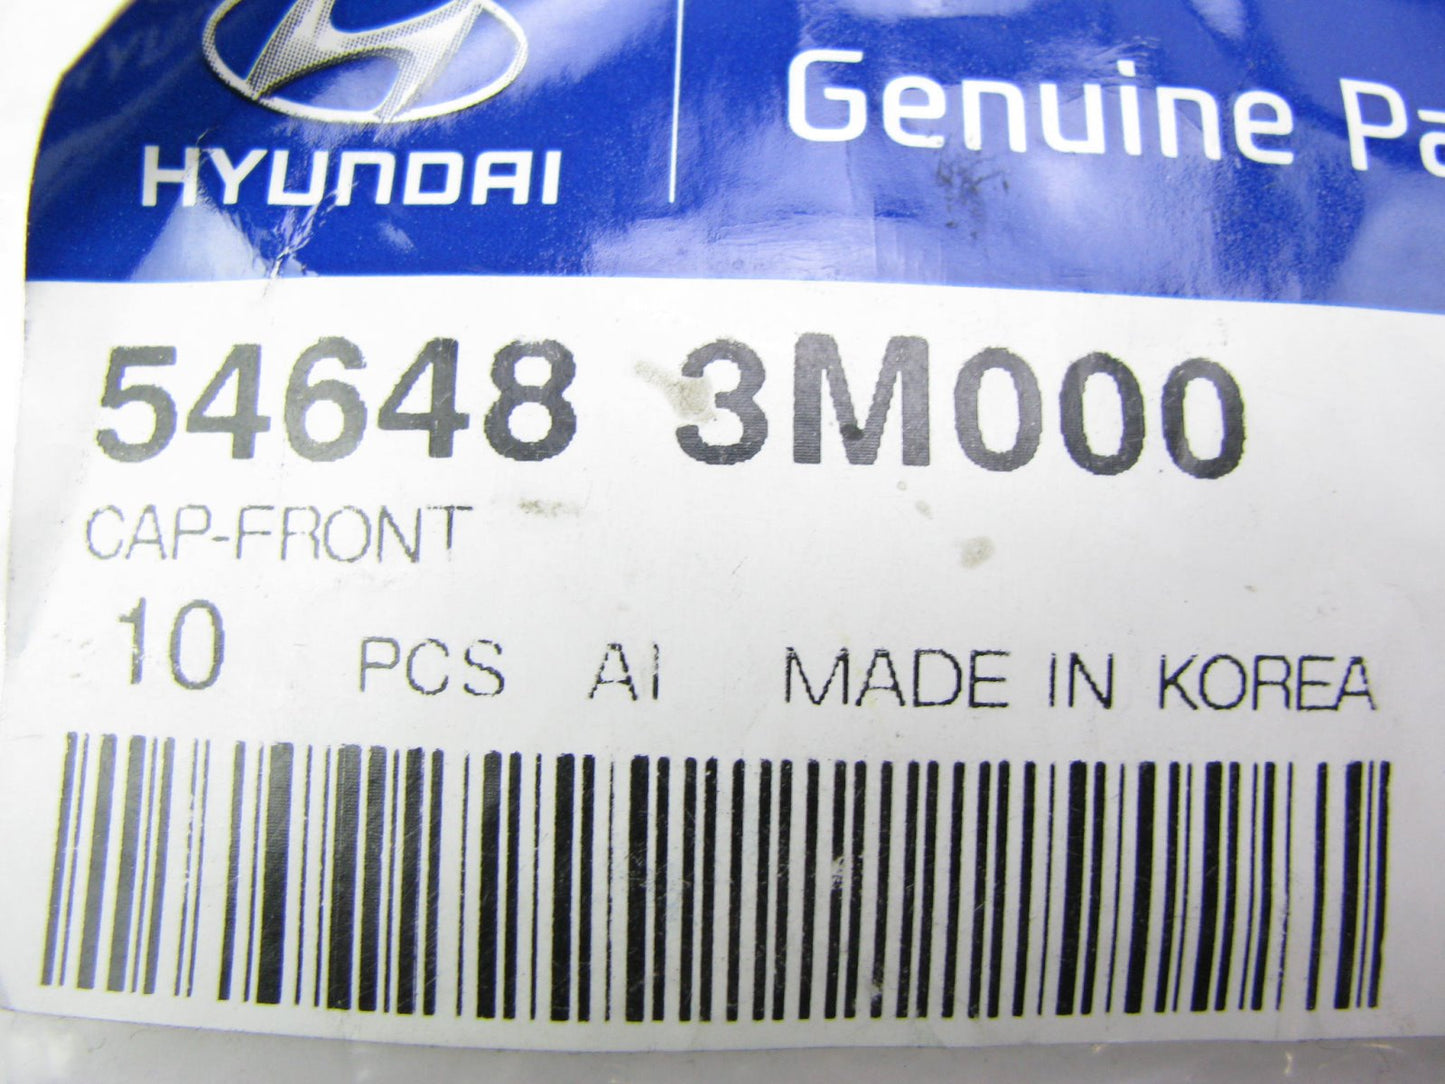 HYUNDAI
Genuine Pa
54648 3M000
CAP-FRONT
10 PCS AI MADE IN KOREA